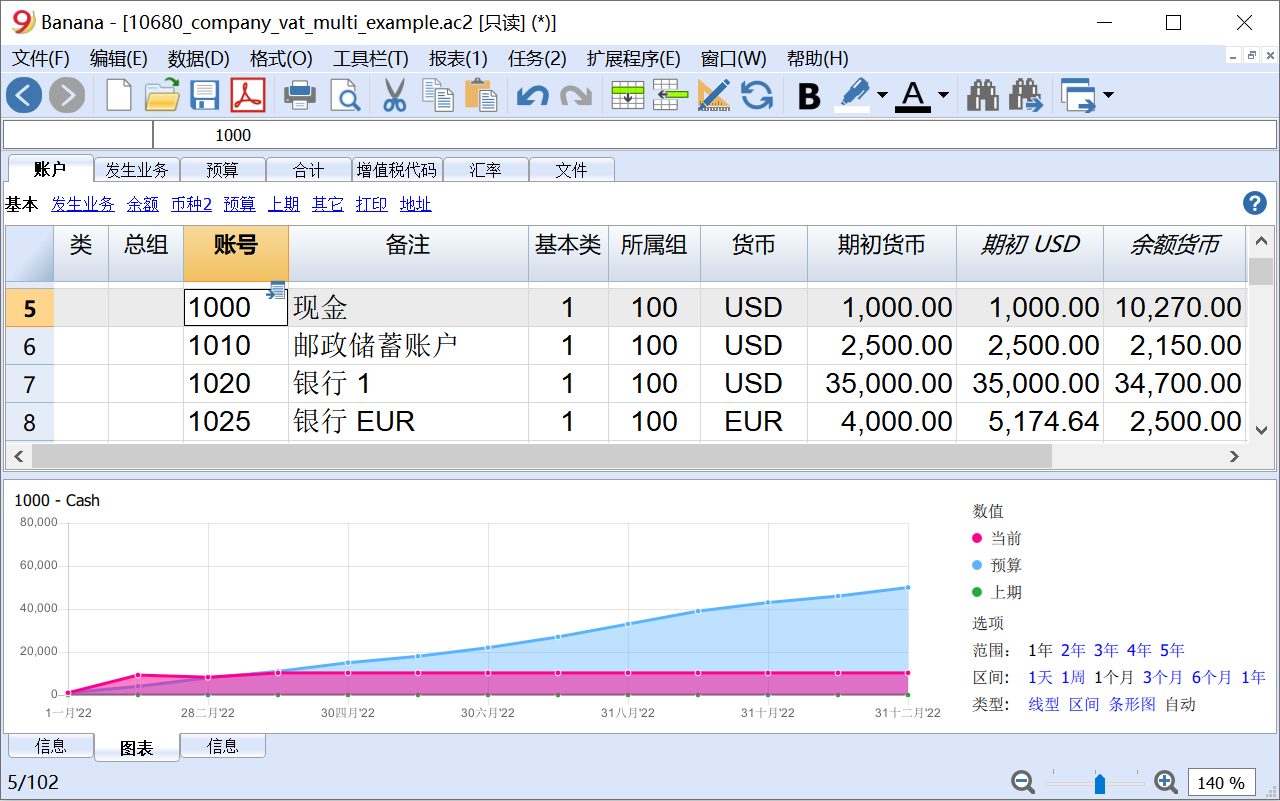 Banana - [10680_company_vat_multi_example.ac2 [只读] (*)]
文件(F) 编辑(E) 数据(D) 格式(O) 工具栏(T) 报表(1) 任务(2) 扩展程序(E) 窗口(W) 帮助(H)
B A
1000
账户 发生业务 预算 合计 增值税代码 汇率 文件
基本 发生业务 余额 币种2 预算 上期 其它 打印 地址 ?
类 总组 账号 备注 基本类 所属组 货币 期初货币 期初 USD 余额货币
5 1000 现金 1 100 USD 1,000.00 1,000.00 10,270.00
6 1010 邮政储蓄账户 1 100 USD 2,500.00 2,500.00 2,150.00
7 1020 银行 1 1 100 USD 35,000.00 35,000.00 34,700.00
8 1025 银行 EUR 1 100 EUR 4,000.00 5,174.64 2,500.00
1000 - Cash
80,000
60,000
40,000
20,000
0
1一月'22 28二月'22 30四月'22 30六月'22 31八月'22 31十月'22 31十二月'22
数值
当前
预算
上期
选项
范围: 1年 2年 3年 4年 5年
区间: 1天 1周 1个月 3个月 6个月 1年
类型: 线型 区间 条形图 自动
信息 图表 信息
5/102 140 %